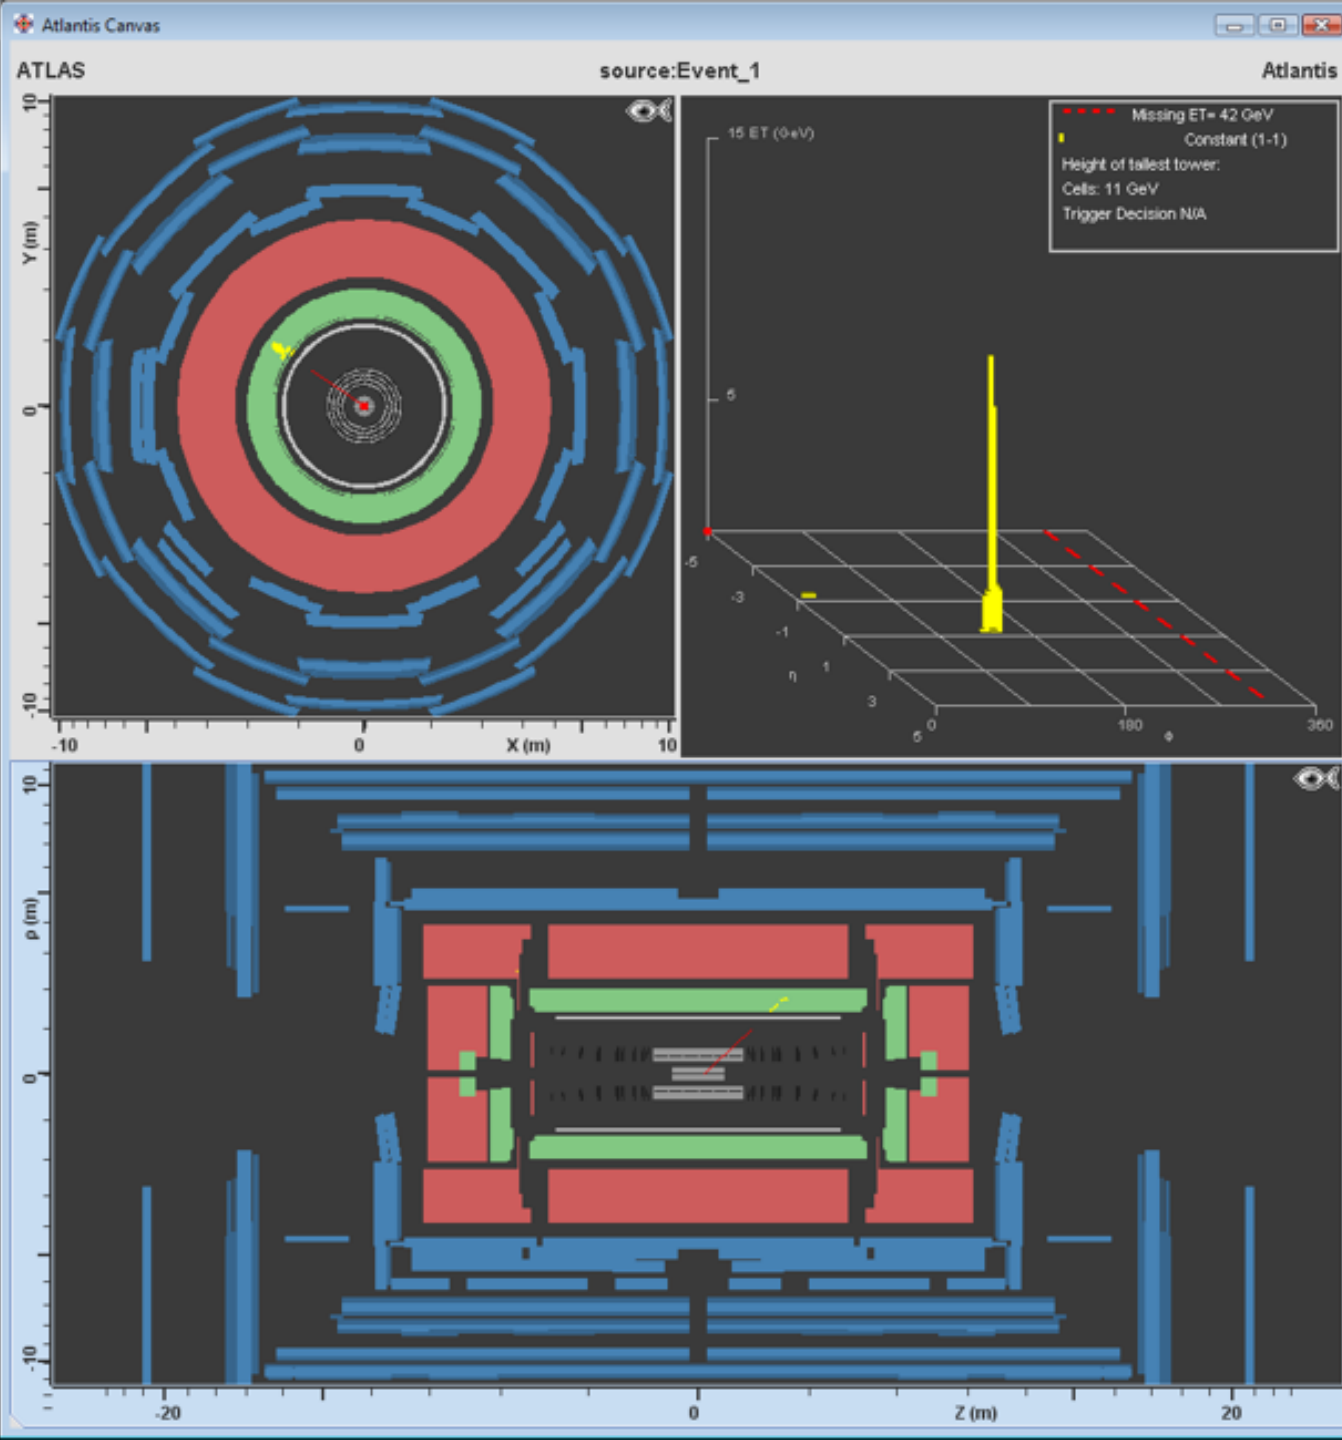 Atlantis Canvas
ATLAS source:Event_1 Atlantis
10
Y (m)
0
-10
-10 0 X (m) 10
15 ET (GeV)
5
Missing ET= 42 GeV
Constant (1-1)
Height of tallest tower:
Cells: 11 GeV
Trigger Decision N/A
-5
-3
-1
η 1
3
5 0 180 360
Φ
10
ρ (m)
0
-10
-20 0 Z (m) 20